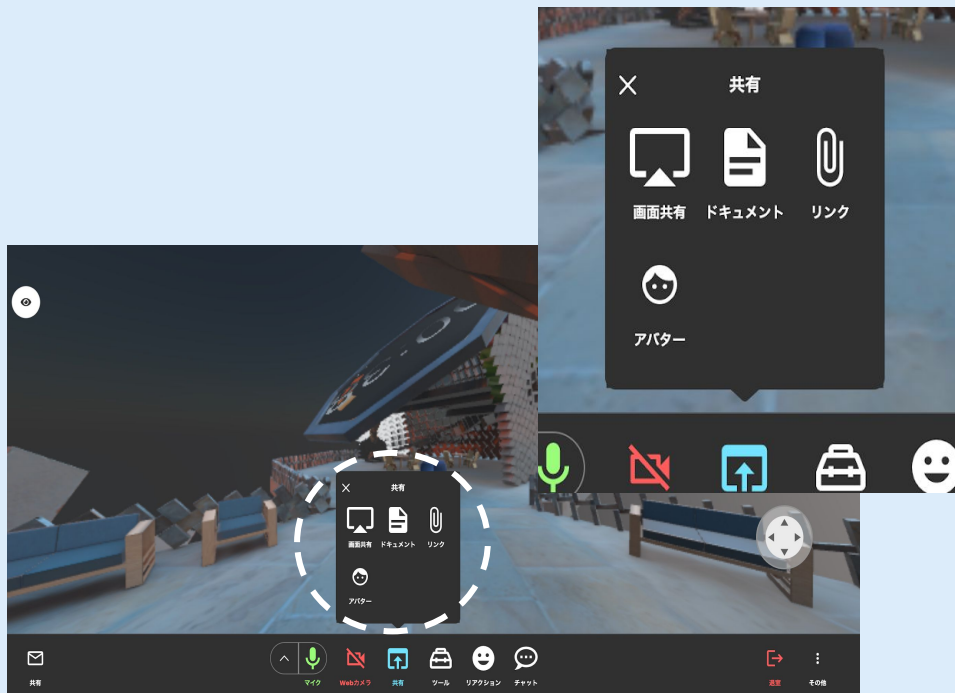 共有
画面共有 ドキュメント リンク
アバター
共有
画面共有 ドキュメント リンク
アバター
共有 マイク Webカメラ 共有 ツール リアクション チャット 退室 その他